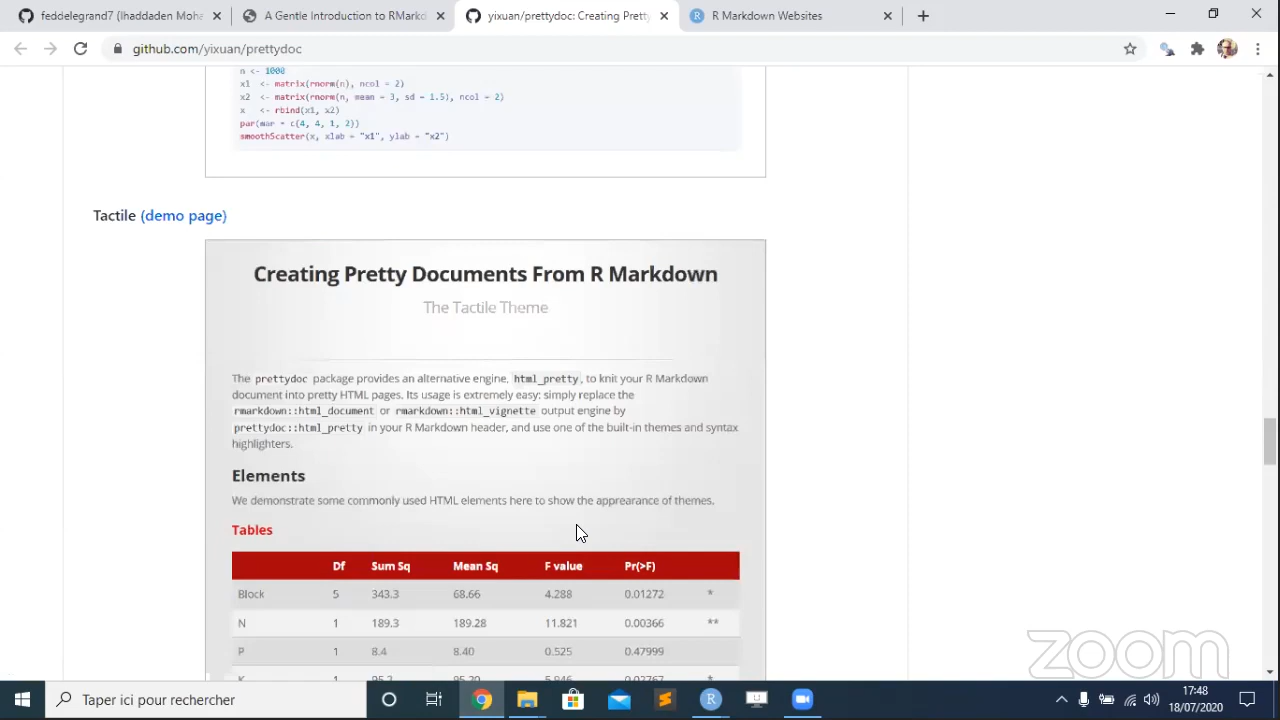 feddelegrand7 (Ihaddaden Moha
A Gentle Introduction to RMarkd
yixuan/prettydoc: Creating Pretty
R Markdown Websites
github.com/yixuan/prettydoc
n <- 1000
x1 <- matrix(rnorm(n), ncol = 2)
x2 <- matrix(rnorm(n, mean = 3, sd = 1.5), ncol = 2)
x <- rbind(x1, x2)
par(mar = c(4, 4, 1, 2))
smoothScatter(x, xlab = "x1", ylab = "x2")
Tactile (demo page)
Creating Pretty Documents From R Markdown
The Tactile Theme
The prettydoc package provides an alternative engine, html_pretty, to knit your R Markdown
document into pretty HTML pages. Its usage is extremely easy: simply replace the
rmarkdown::html_document or rmarkdown::html_vignette output engine by
prettydoc::html_pretty in your R Markdown header, and use one of the built-in themes and syntax
highlighters.
Elements
We demonstrate some commonly used HTML elements here to show the apprearance of themes.
Tables
Df Sum Sq Mean Sq F value Pr(>F)
Block 5 343.3 68.66 4.288 0.01272 *
N 1 189.3 189.28 11.821 0.00366 **
P 1 8.4 8.40 0.525 0.47999
zoom
Taper ici pour rechercher
17:48
18/07/2020